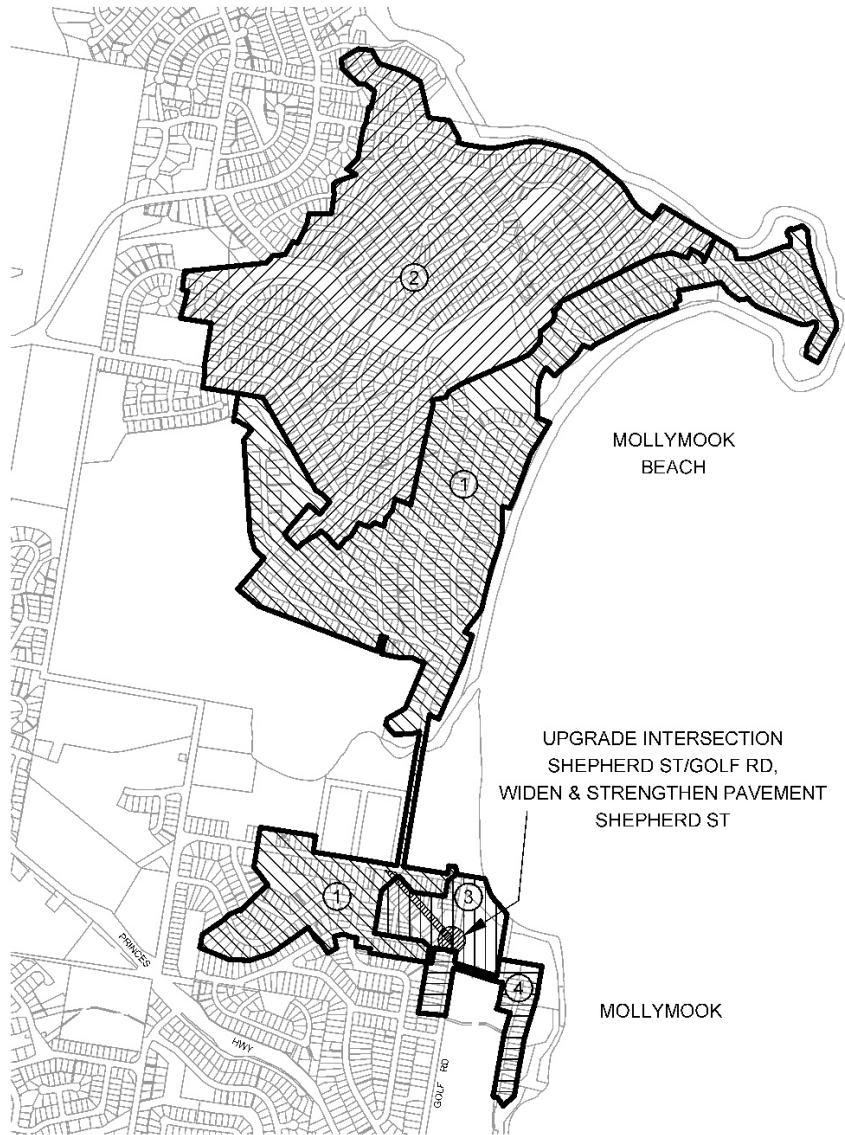 2
MOLLYMOOK
BEACH
1
UPGRADE INTERSECTION
SHEPHERD ST/GOLF RD,
WIDEN & STRENGTHEN PAVEMENT
SHEPHERD ST
1
3
PRINCES
HWY
4
MOLLYMOOK
GOLF RD